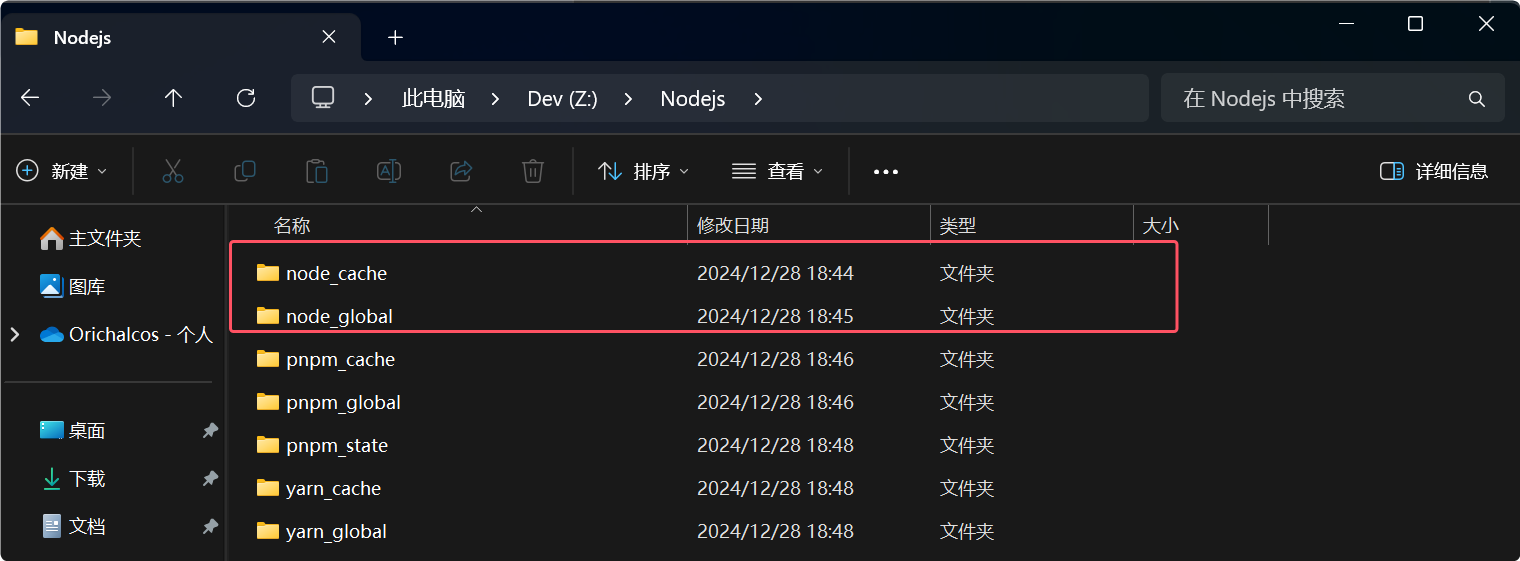 Nodejs
此电脑 Dev (Z:) Nodejs 在 Nodejs 中搜索
新建 排序 查看 详细信息
名称 修改日期 类型 大小
主文件夹
图库
Orichalcos - 个人
桌面
下载
文档
node_cache 2024/12/28 18:44 文件夹
node_global 2024/12/28 18:45 文件夹
pnpm_cache 2024/12/28 18:46 文件夹
pnpm_global 2024/12/28 18:46 文件夹
pnpm_state 2024/12/28 18:48 文件夹
yarn_cache 2024/12/28 18:48 文件夹
yarn_global 2024/12/28 18:48 文件夹